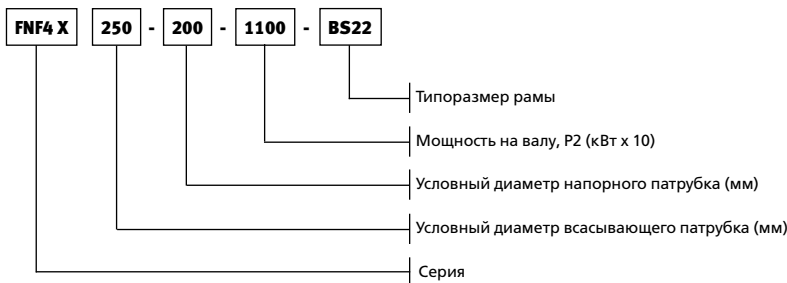 FNF4 X 250 - 200 - 1100 - BS22
Типоразмер рамы
Мощность на валу, P2 (кВт x 10)
Условный диаметр напорного патрубка (мм)
Условный диаметр всасывающего патрубка (мм)
Серия